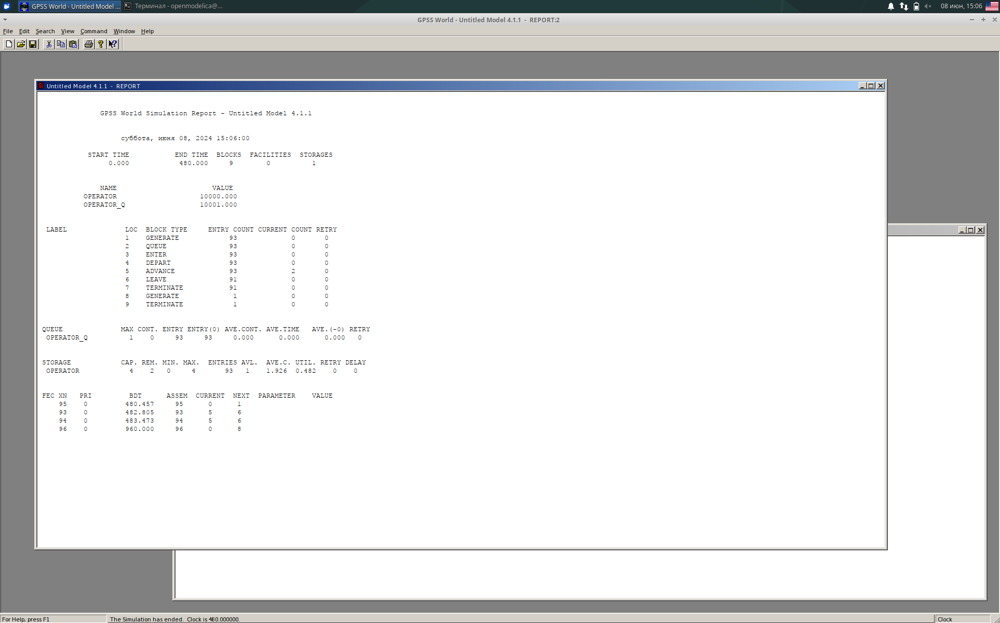 GPSS World - Untitled Model ... Терминал - openmodelica@... 08 июн, 15:06
GPSS World - Untitled Model 4.1.1 - REPORT:2
File Edit Search View Command Window Help
Untitled Model 4.1.1 - REPORT
GPSS World Simulation Report - Untitled Model 4.1.1
суббота, июня 08, 2024 15:06:00
START TIME END TIME BLOCKS FACILITIES STORAGES
0.000 480.000 9 0 1
NAME VALUE
OPERATOR 10000.000
OPERATOR_Q 10001.000
LABEL LOC BLOCK TYPE ENTRY COUNT CURRENT COUNT RETRY
1 GENERATE 93 0 0
2 QUEUE 93 0 0
3 ENTER 93 0 0
4 DEPART 93 0 0
5 ADVANCE 93 2 0
6 LEAVE 91 0 0
7 TERMINATE 91 0 0
8 GENERATE 1 0 0
9 TERMINATE 1 0 0
QUEUE MAX CONT. ENTRY ENTRY(0) AVE.CONT. AVE.TIME AVE.(-0) RETRY
OPERATOR_Q 1 0 93 93 0.000 0.000 0.000 0
STORAGE CAP. REM. MIN. MAX. ENTRIES AVL. AVE.C. UTIL. RETRY DELAY
OPERATOR 4 2 0 4 93 1 1.926 0.482 0 0
FEC XN PRI BDT ASSEM CURRENT NEXT PARAMETER VALUE
95 0 480.457 95 0 1
93 0 482.805 93 5 6
94 0 483.473 94 5 6
96 0 960.000 96 0 8
For Help, press F1 The Simulation has ended. Clock is 480.000000. Clock